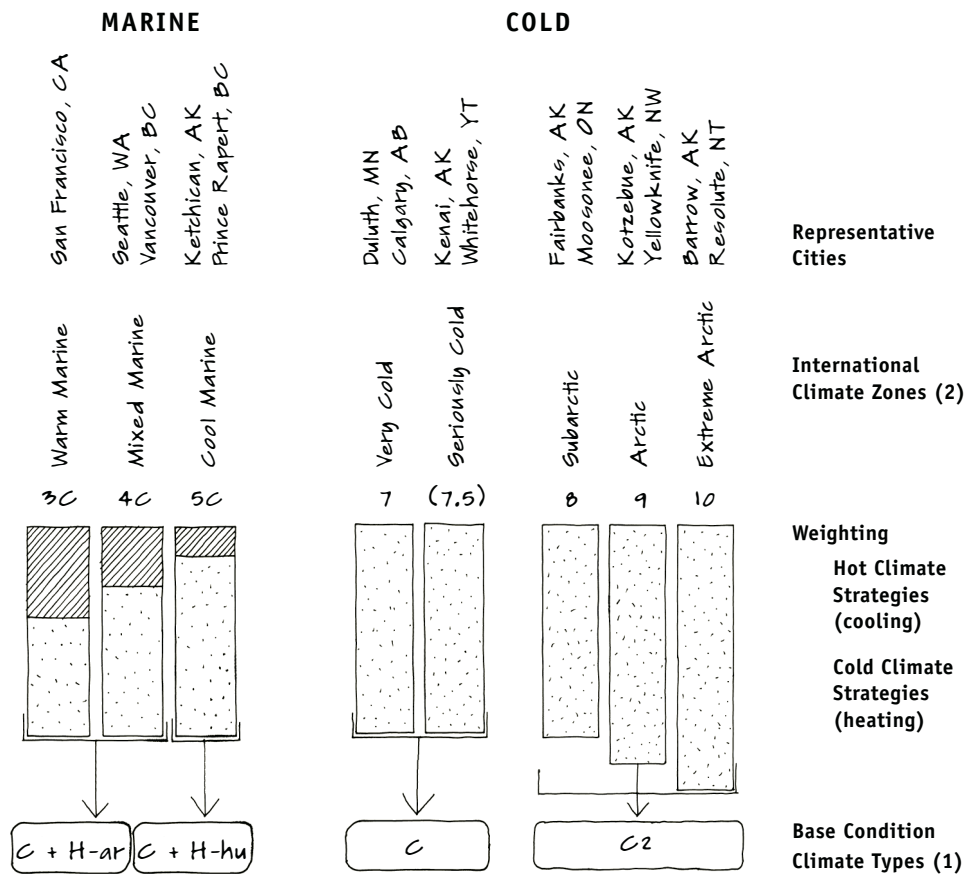 MARINE
COLD
San Francisco, CA
Seattle, WA
Vancouver, BC
Ketchican, AK
Prince Rapert, BC
Duluth, MN
Calgary, AB
Kenai, AK
Whitehorse, YT
Fairbanks, AK
Moosonee, ON
Kotzebue, AK
Yellowknife, NW
Barrow, AK
Resolute, NT
Representative
Cities
Warm Marine
Mixed Marine
Cool Marine
Very Cold
Seriously Cold
Subarctic
Arctic
Extreme Arctic
International
Climate Zones (2)
3C
4C
5C
7
(7.5)
8
9
10
Weighting
Hot Climate
Strategies
(cooling)
Cold Climate
Strategies
(heating)
C + H-ar
C + H-hu
C
C2
Base Condition
Climate Types (1)